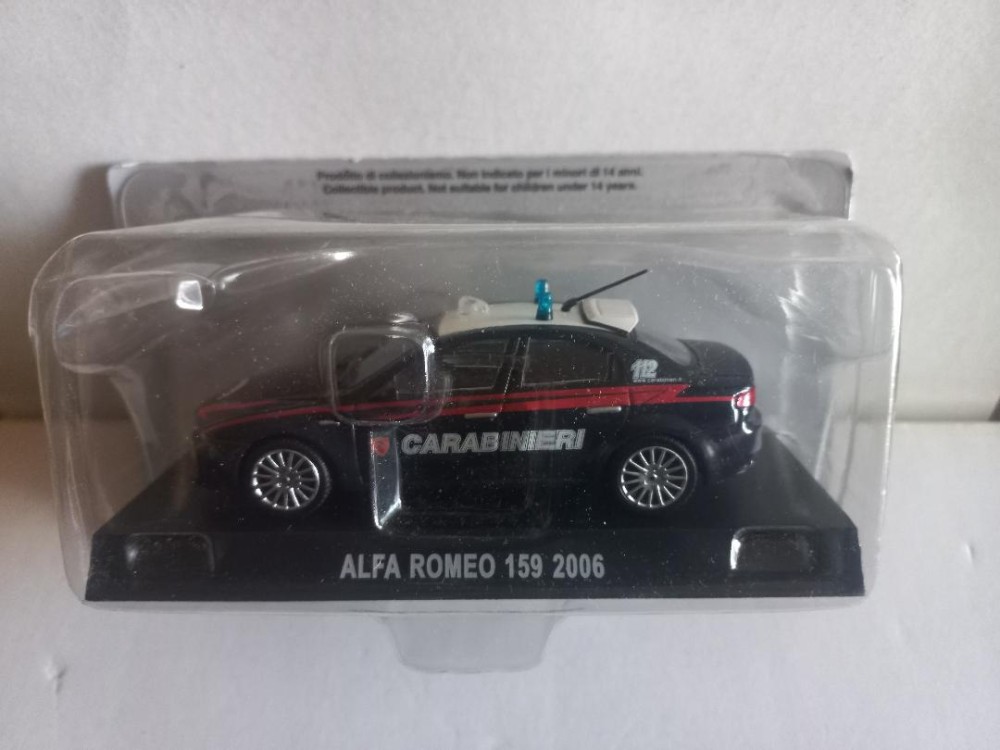 Prodotto di collezionismo. Non indicato per i minori di 14 anni.
Collectible product. Not suitable for children under 14 years.
112
CARABINIERI
ALFA ROMEO 159 2006